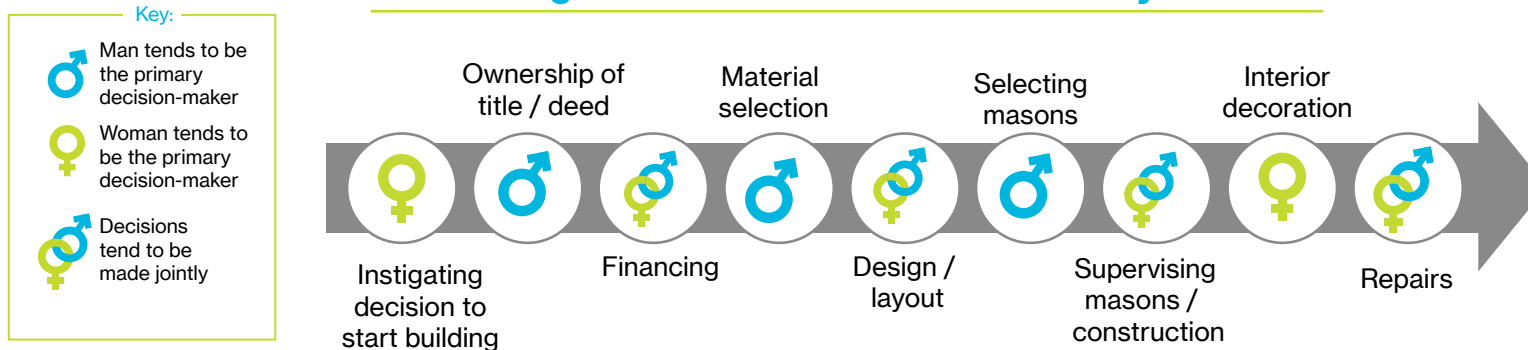 Key:
Man tends to be
the primary
decision-maker
Woman tends to
be the primary
decision-maker
Decisions
tend to be
made jointly
Instigating
decision to
start building
Ownership of
title / deed
Financing
Material
selection
Design /
layout
Selecting
masons
Supervising
masons /
construction
Interior
decoration
Repairs